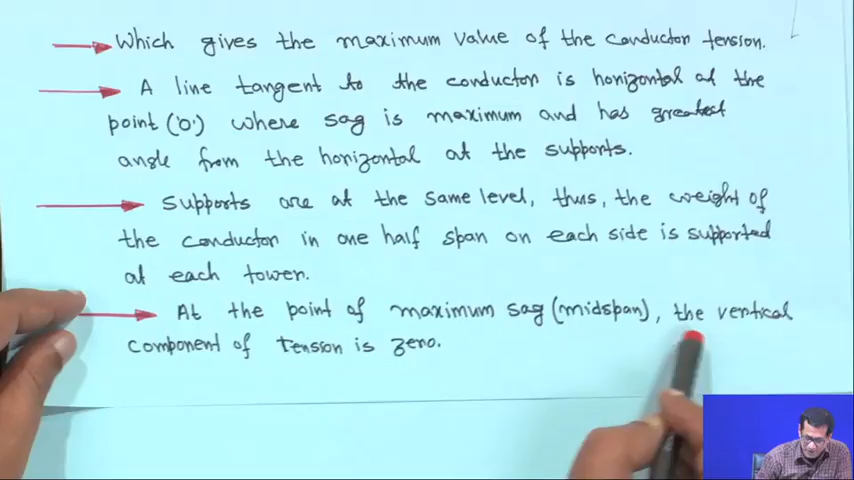 Which gives the maximum value of the conductor tension.
A line tangent to the conductor is horizontal at the
point ('0') where sag is maximum and has greatest
angle from the horizontal at the supports.
Supports are at the same level, thus, the weight of
the conductor in one half span on each side is supported
at each tower.
At the point of maximum sag (midspan), the vertical
component of tension is zero.